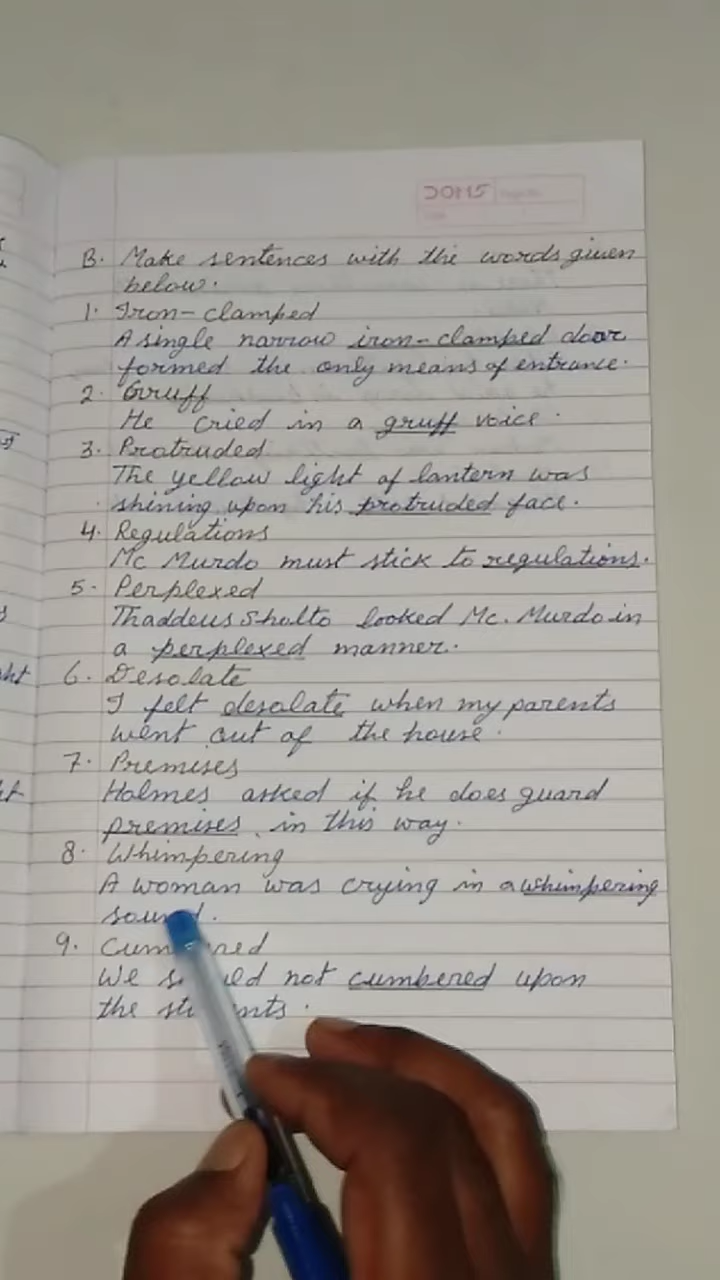 DOMS
B. Make sentences with the words given
below.
1. Iron-clamped
A single narrow iron-clamped door
formed the only means of entrance.
2. Gruff
He cried in a gruff voice.
3. Protruded
The yellow light of lantern was
shining upon his protruded face.
4. Regulations
Mc Murdo must stick to regulations.
5. Perplexed
Thaddeus Sholto looked Mc. Murdo in
a perplexed manner.
6. Desolate
I felt desolate when my parents
went out of the house.
7. Premises
Holmes asked if he does guard
premises in this way.
8. Whimpering
A woman was crying in a whimpering
sound.
9. Cumbered
We should not cumbered upon
the students.